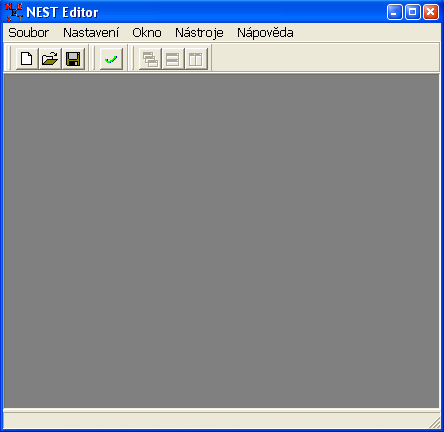 NEST Editor
Soubor Nastavení Okno Nástroje Nápověda